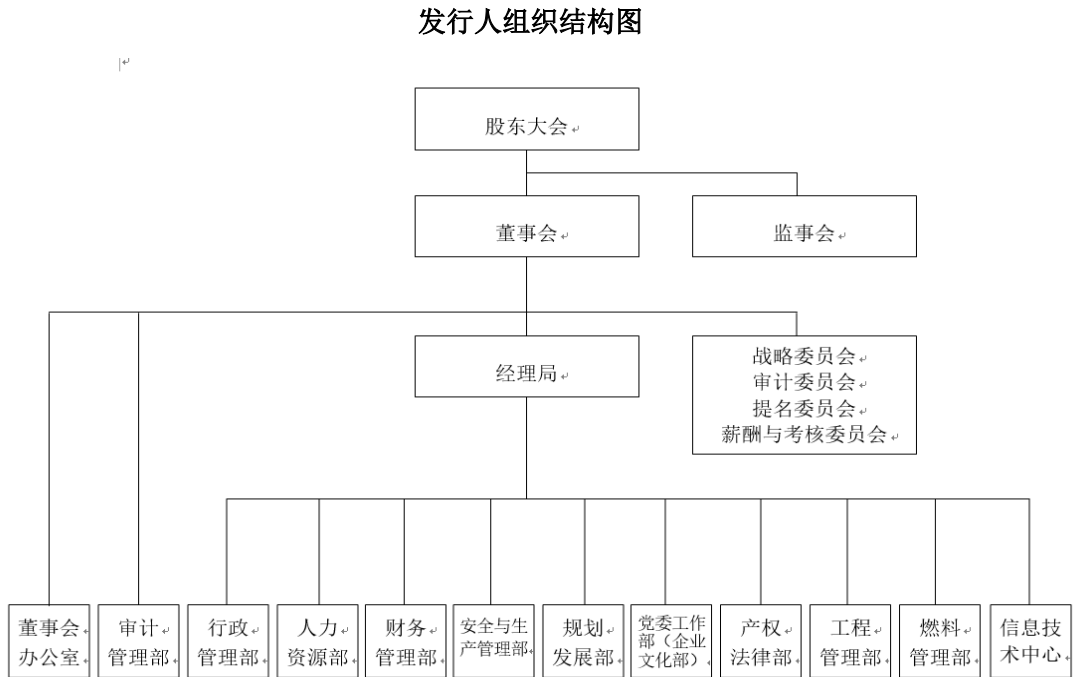 发行人组织结构图
股东大会
董事会
监事会
经理局
战略委员会
审计委员会
提名委员会
薪酬与考核委员会
董事会
办公室
审计
管理部
行政
管理部
人力
资源部
财务
管理部
安全与生
产管理部
规划
发展部
党委工作
部（企业
文化部）
产权
法律部
工程
管理部
燃料
管理部
信息技
术中心